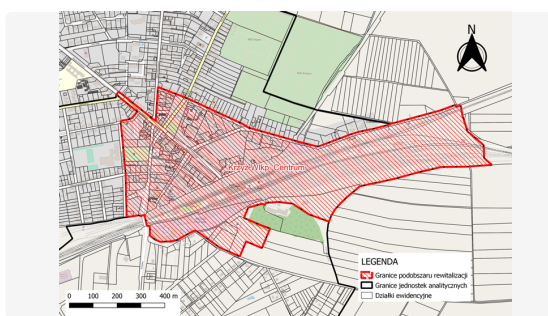 N
Krzyż Wlkp. Centrum
LEGENDA
Granice podobszaru rewitalizacji
Granice jednostek analitycznych
Działki ewidencyjne
0 100 200 300 400 m